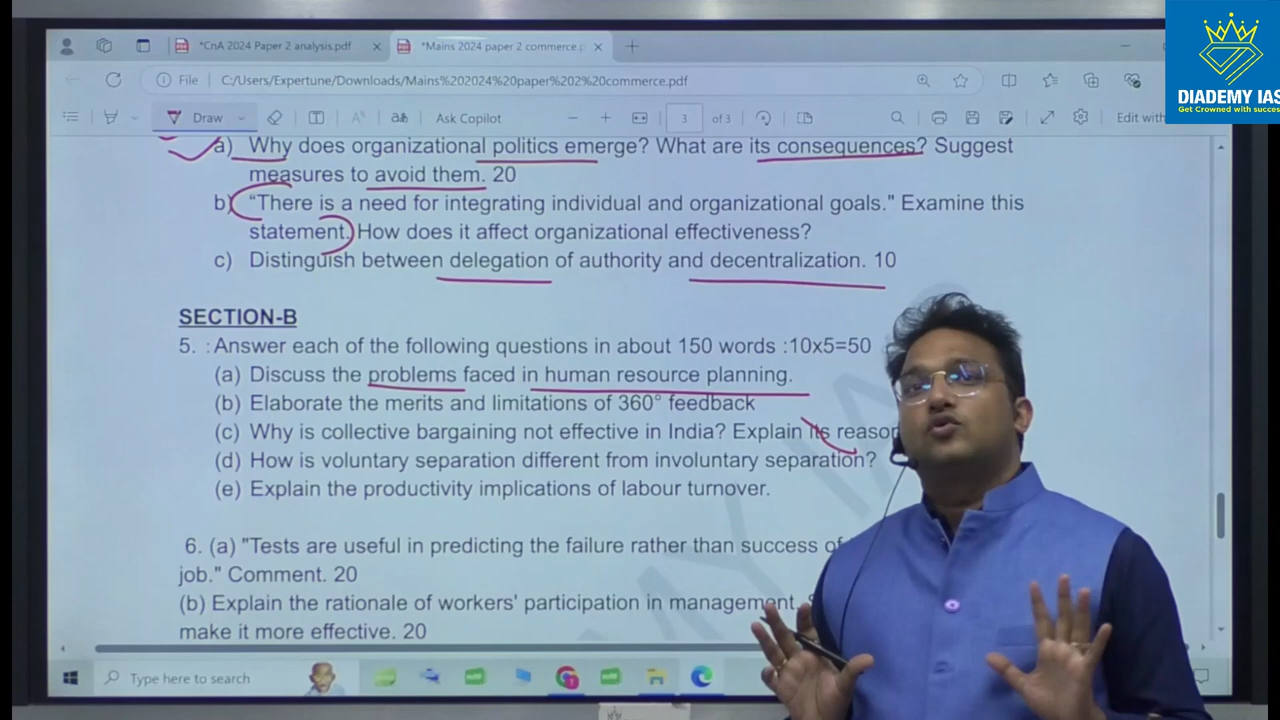 *CnA 2024 Paper 2 analysis.pdf
*Mains 2024 paper 2 commerce.p
File C:/Users/Expertune/Downloads/Mains%202024%20paper%202%20commerce.pdf
DIADEMY IAS
Get Crowned with succes
Draw Ask Copilot 3 of 3 Edit with
a) Why does organizational politics emerge? What are its consequences? Suggest
measures to avoid them. 20
b) "There is a need for integrating individual and organizational goals." Examine this
statement. How does it affect organizational effectiveness?
c) Distinguish between delegation of authority and decentralization. 10
SECTION-B
5. :Answer each of the following questions in about 150 words :10x5=50
(a) Discuss the problems faced in human resource planning.
(b) Elaborate the merits and limitations of 360° feedback
(c) Why is collective bargaining not effective in India? Explain its reason
(d) How is voluntary separation different from involuntary separation?
(e) Explain the productivity implications of labour turnover.
6. (a) "Tests are useful in predicting the failure rather than success of
job." Comment. 20
(b) Explain the rationale of workers' participation in management.
make it more effective. 20
Type here to search